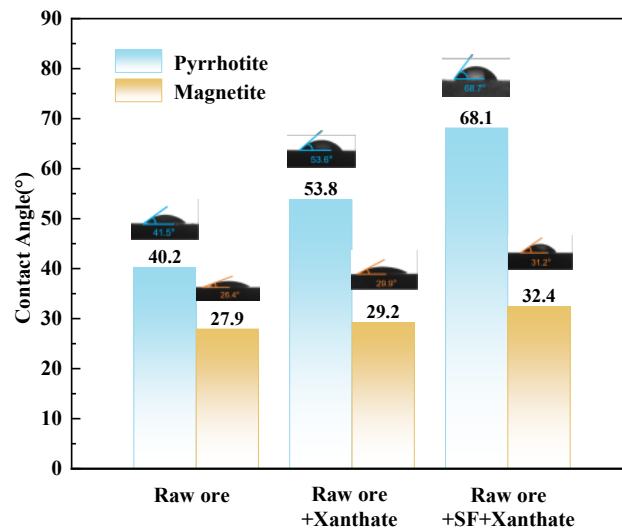 90
80
70
60
50
40
30
20
10
0
Contact Angle(°)
Pyrrhotite
Magnetite
41.5°
40.2
26.4°
27.9
53.6°
53.8
29.9°
29.2
68.7°
68.1
31.2°
32.4
Raw ore
Raw ore
+Xanthate
Raw ore
+SF+Xanthate